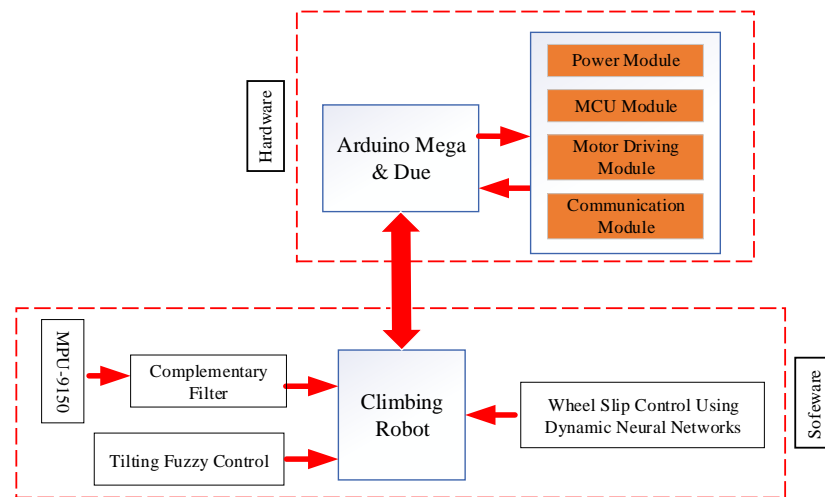 Hardware
Arduino Mega
& Due
Power Module
MCU Module
Motor Driving
Module
Communication
Module
MPU-9150
Complementary
Filter
Tilting Fuzzy Control
Climbing
Robot
Wheel Slip Control Using
Dynamic Neural Networks
Sofeware